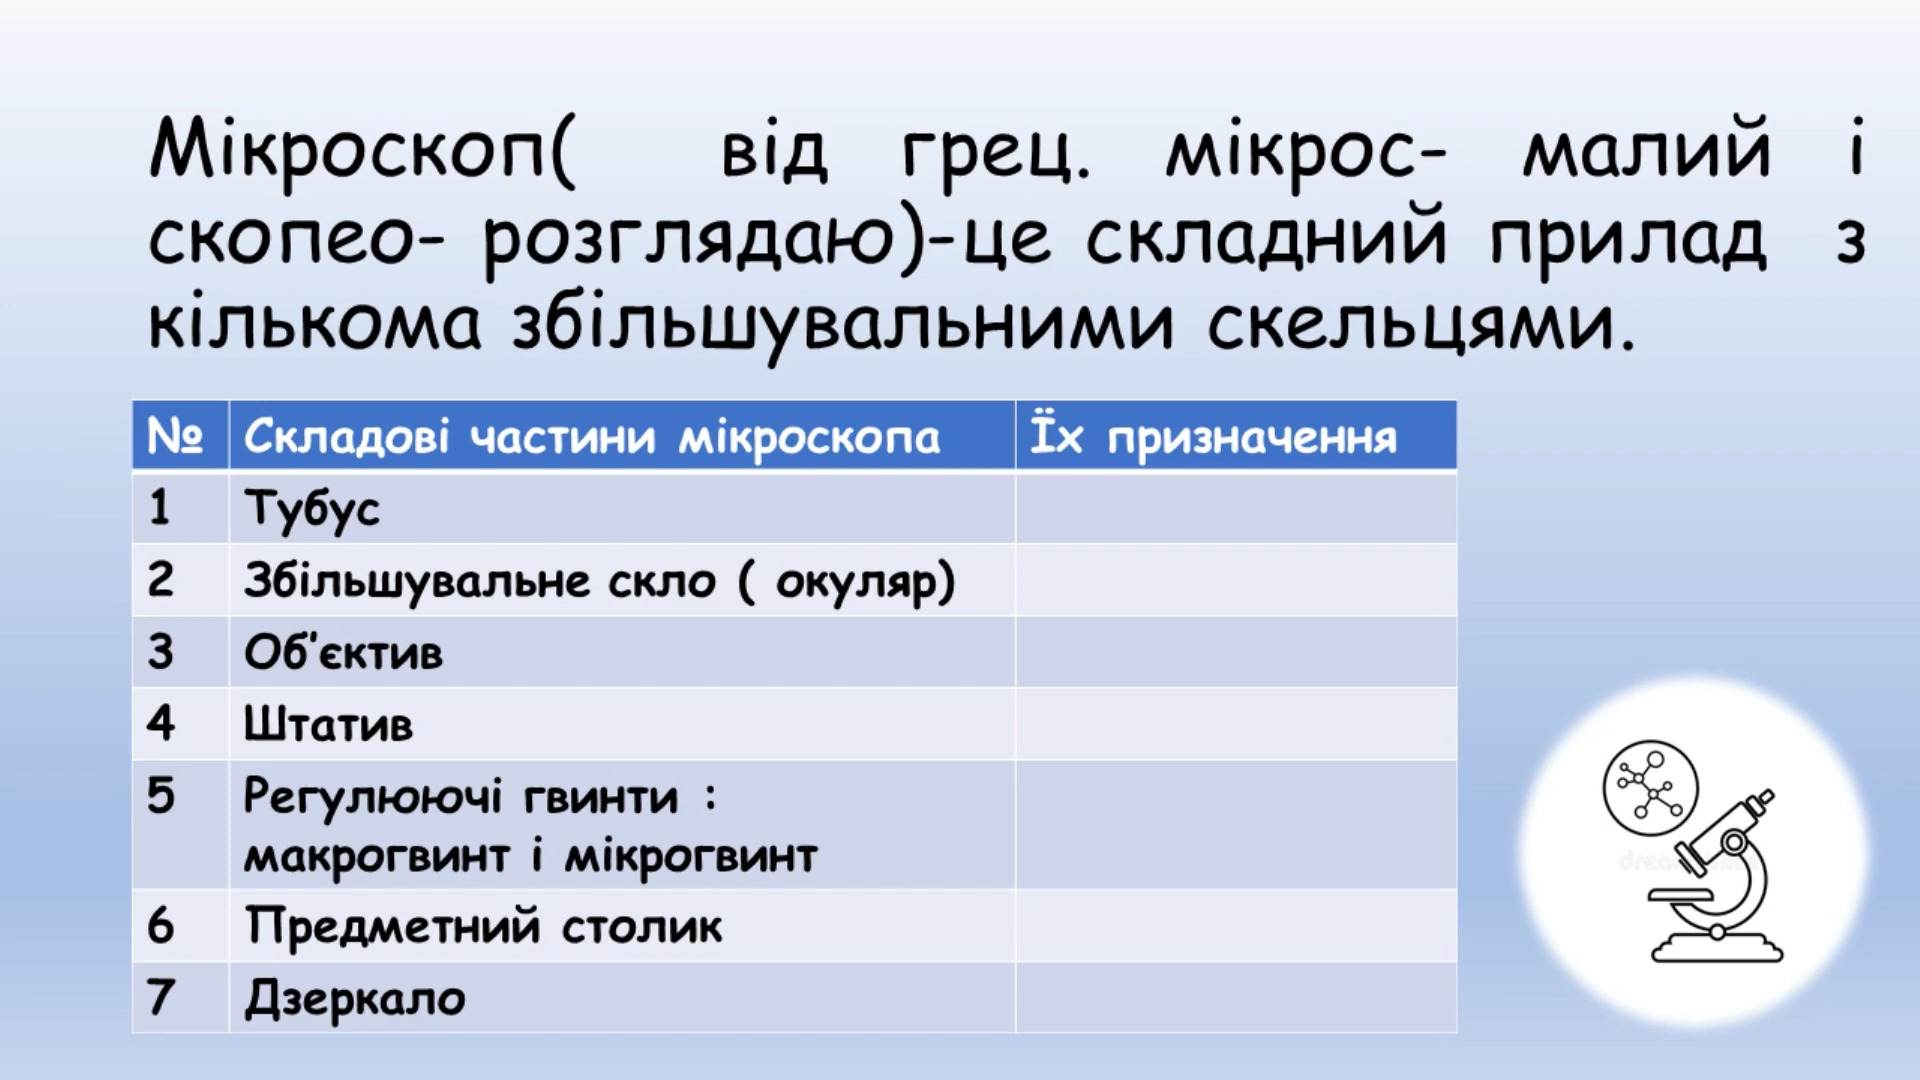 Мікроскоп( від грец. мікрос- малий і
скопео- розглядаю)-це складний прилад з
кількома збільшувальними скельцями.
№ Складові частини мікроскопа Їх призначення
1 Тубус
2 Збільшувальне скло ( окуляр)
3 Об’єктив
4 Штатив
5 Регулюючі гвинти :
макрогвинт і мікрогвинт
6 Предметний столик
7 Дзеркало